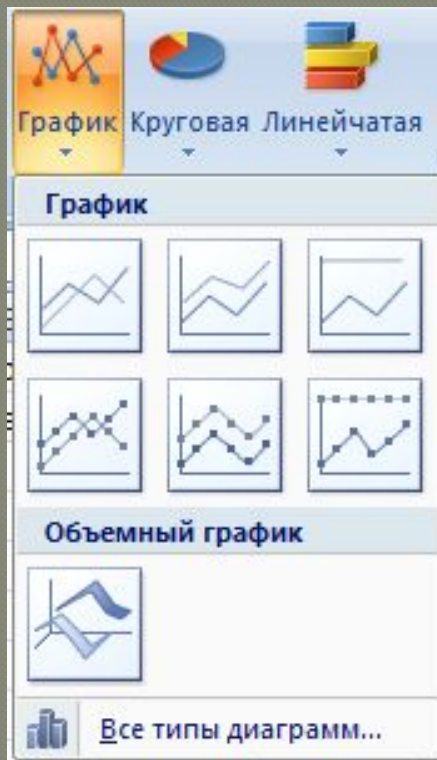 График Круговая Линейчатая
График
Объемный график
Все типы диаграмм...